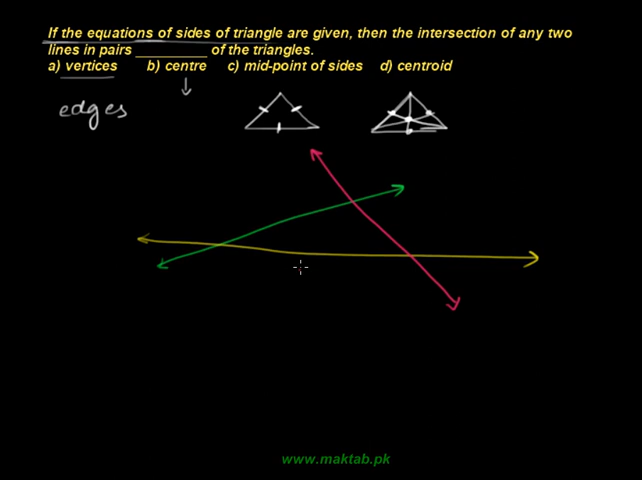 If the equations of sides of triangle are given, then the intersection of any two
lines in pairs __________ of the triangles.
a) vertices b) centre c) mid-point of sides d) centroid
edges
www.maktab.pk